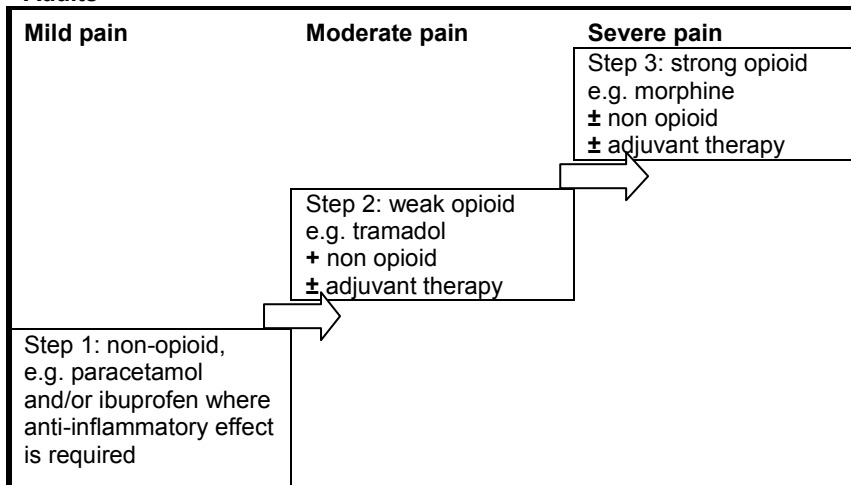 Mild pain
Moderate pain
Severe pain
Step 3: strong opioid
e.g. morphine
± non opioid
± adjuvant therapy
Step 2: weak opioid
e.g. tramadol
+ non opioid
± adjuvant therapy
Step 1: non-opioid,
e.g. paracetamol
and/or ibuprofen where
anti-inflammatory effect
is required